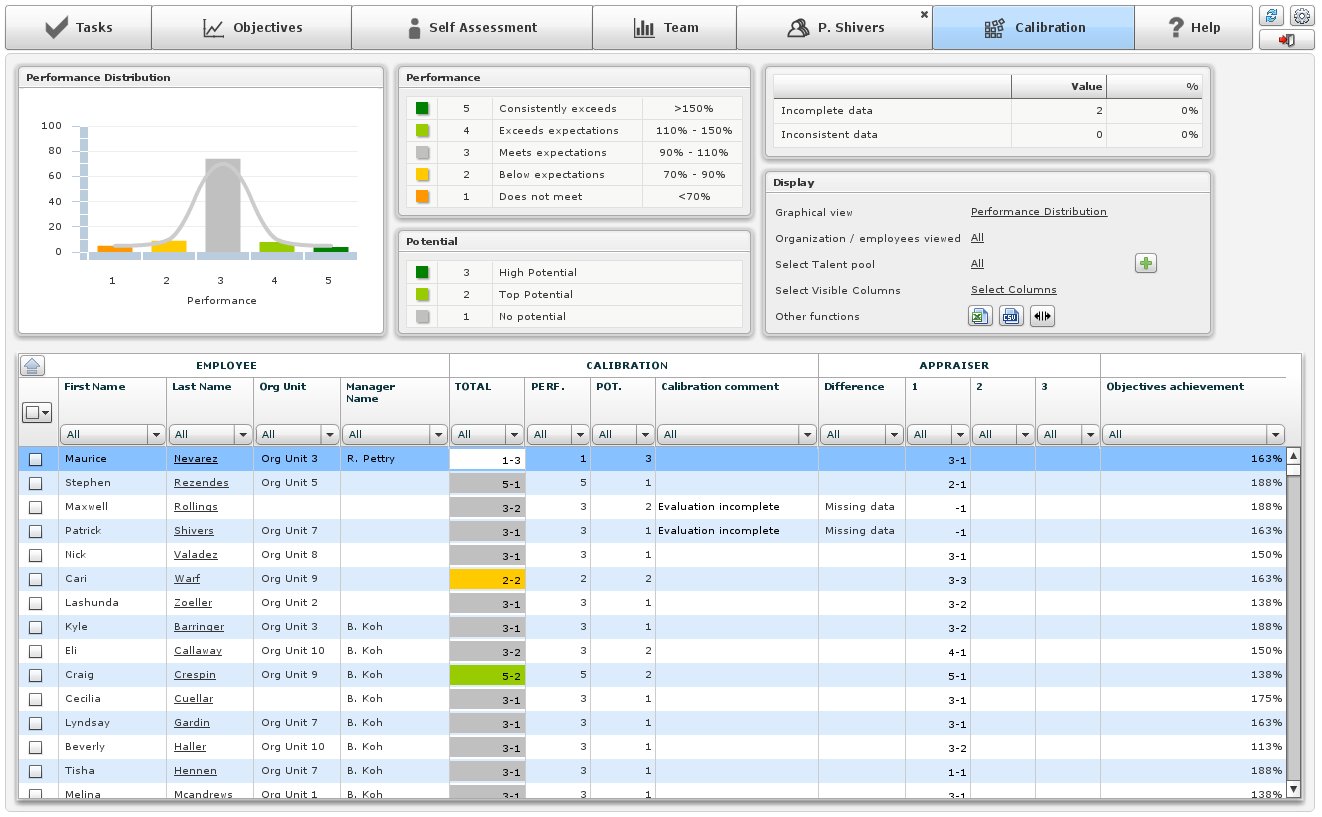 Tasks
Objectives
Self Assessment
Team
P. Shivers
Calibration
Help
Performance Distribution
100
80
60
40
20
0
1 2 3 4 5
Performance
Performance
5 Consistently exceeds >150%
4 Exceeds expectations 110% - 150%
3 Meets expectations 90% - 110%
2 Below expectations 70% - 90%
1 Does not meet <70%
Potential
3 High Potential
2 Top Potential
1 No potential
Value %
Incomplete data 2 0%
Inconsistent data 0 0%
Display
Graphical view Performance Distribution
Organization / employees viewed All
Select Talent pool All
Select Visible Columns Select Columns
Other functions
CSV
EMPLOYEE CALIBRATION APPRAISER
First Name Last Name Org Unit Manager Name TOTAL PERF. POT. Calibration comment Difference 1 2 3 Objectives achievement
All All All All All All All All All All All All All
Maurice Nevarez Org Unit 3 R. Pettry 1-3 1 3 3-1 163%
Stephen Rezendes Org Unit 5 5-1 5 1 2-1 188%
Maxwell Rollings 3-2 3 2 Evaluation incomplete Missing data -1 188%
Patrick Shivers Org Unit 7 3-1 3 1 Evaluation incomplete Missing data -1 163%
Nick Valadez Org Unit 8 3-1 3 1 3-1 150%
Cari Warf Org Unit 9 2-2 2 2 3-3 163%
Lashunda Zoeller Org Unit 2 3-1 3 1 3-2 138%
Kyle Barringer Org Unit 3 B. Koh 3-1 3 1 3-2 188%
Eli Callaway Org Unit 10 B. Koh 3-2 3 2 4-1 150%
Craig Crespin Org Unit 9 B. Koh 5-2 5 2 5-1 138%
Cecilia Cuellar B. Koh 3-1 3 1 3-1 175%
Lyndsay Gardin Org Unit 7 B. Koh 3-1 3 1 3-1 163%
Beverly Haller Org Unit 10 B. Koh 3-1 3 1 3-2 113%
Tisha Hennen Org Unit 7 B. Koh 3-1 3 1 1-1 188%
Melina Mcandrews Org Unit 1 B. Koh 3-1 3 1 3-1 138%